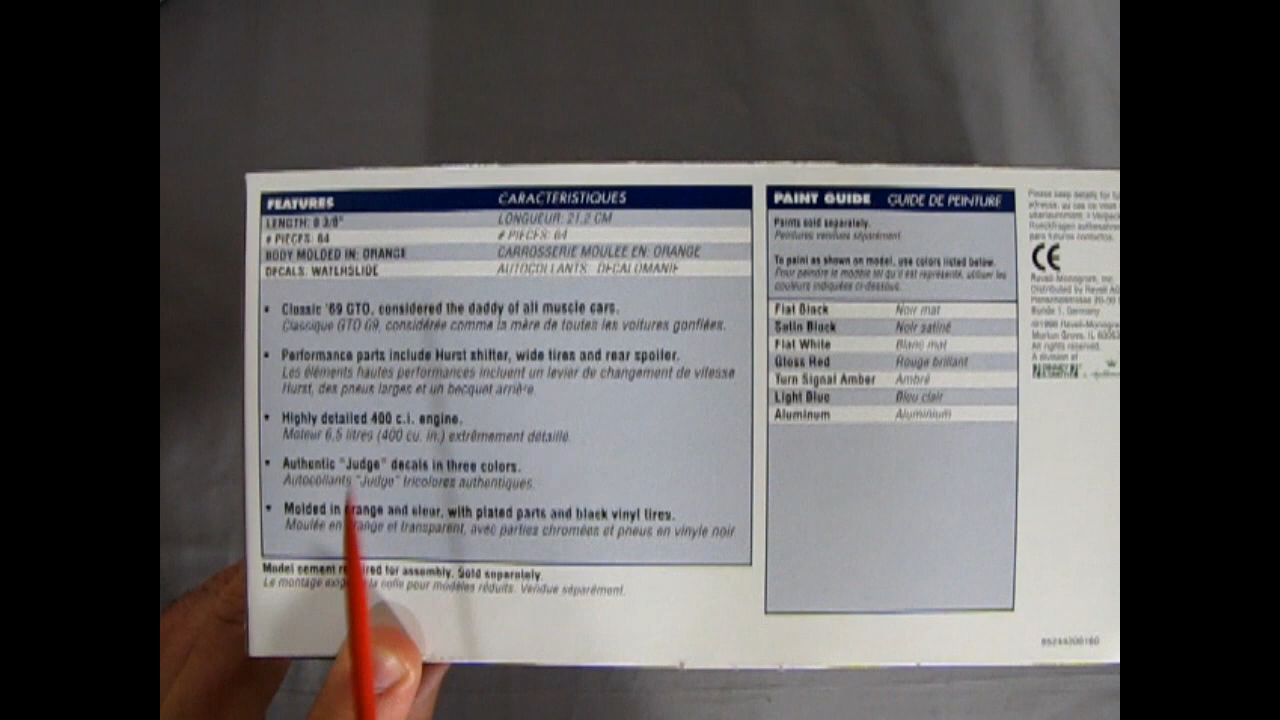 FEATURES CARACTERISTIQUES
LENGTH: 8 3/8" LONGUEUR: 21,2 CM
# PIECES: 64 # PIECES: 64
BODY MOLDED IN: ORANGE CARROSSERIE MOULEE EN: ORANGE
DECALS: WATERSLIDE AUTOCOLLANTS: DECALOMANIE
• Classic '69 GTO, considered the daddy of all muscle cars.
Classique GTO 69, considérée comme la mère de toutes les voitures gonflées.
• Performance parts include Hurst shifter, wide tires and rear spoiler.
Les éléments hautes performances incluent un levier de changement de vitesse
Hurst, des pneus larges et un becquet arrière.
• Highly detailed 400 c.i. engine.
Moteur 6,5 litres (400 cu. in.) extrêmement détaillé.
• Authentic "Judge" decals in three colors.
Autocollants "Judge" tricolores authentiques.
• Molded in orange and clear, with plated parts and black vinyl tires.
Moulée en orange et transparent, avec parties chromées et pneus en vinyle noir
Model cement required for assembly. Sold separately.
Le montage exige la colle pour modèles réduits. Vendue séparément.
PAINT GUIDE GUIDE DE PEINTURE
Paints sold separately.
Peintures vendues séparément.
To paint as shown on model, use colors listed below.
Pour peindre le modèle tel qu'il est représenté, utiliser les
couleurs indiquées ci-dessous.
Flat Black Noir mat
Satin Black Noir satiné
Flat White Blanc mat
Gloss Red Rouge brillant
Turn Signal Amber Ambré
Light Blue Bleu clair
Aluminum Aluminium
Please keep details for
CE
Revell-Monogram, Inc.
Distributed by Revell AG
Bunde 1, Germany
Morton Grove, IL
All rights reserved.
A division of